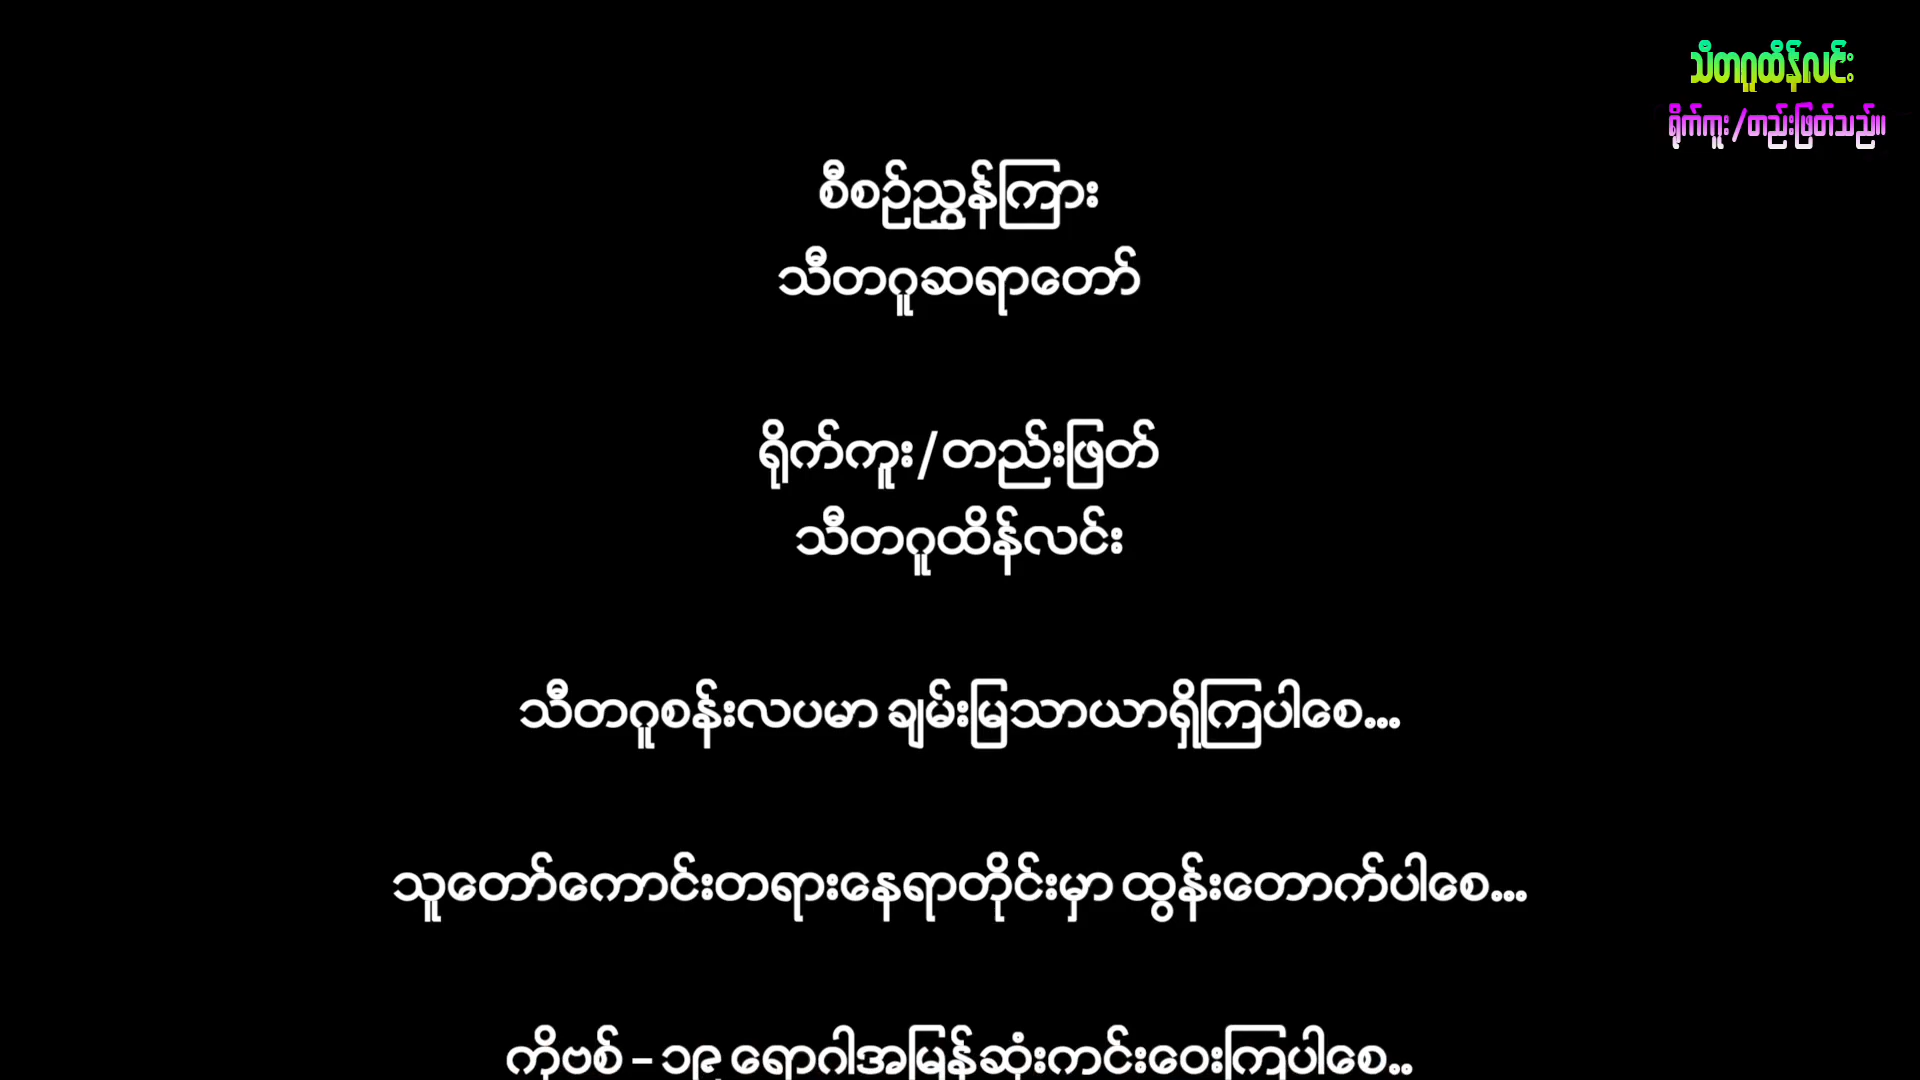 သီတဂူထိန်လင်း
ရိုက်ကူး/တည်းဖြတ်သည်။
စီစဉ်ညွှန်ကြား
သီတဂူဆရာတော်
ရိုက်ကူး/တည်းဖြတ်
သီတဂူထိန်လင်း
သီတဂူစန်းလပမာ ချမ်းမြသာယာရှိကြပါစေ...
သူတော်ကောင်းတရားနေရာတိုင်းမှာ ထွန်းတောက်ပါစေ...
ကိုဗစ် - ၁၉ ရောဂါအမြန်ဆုံးကင်းဝေးကြပါစေ..